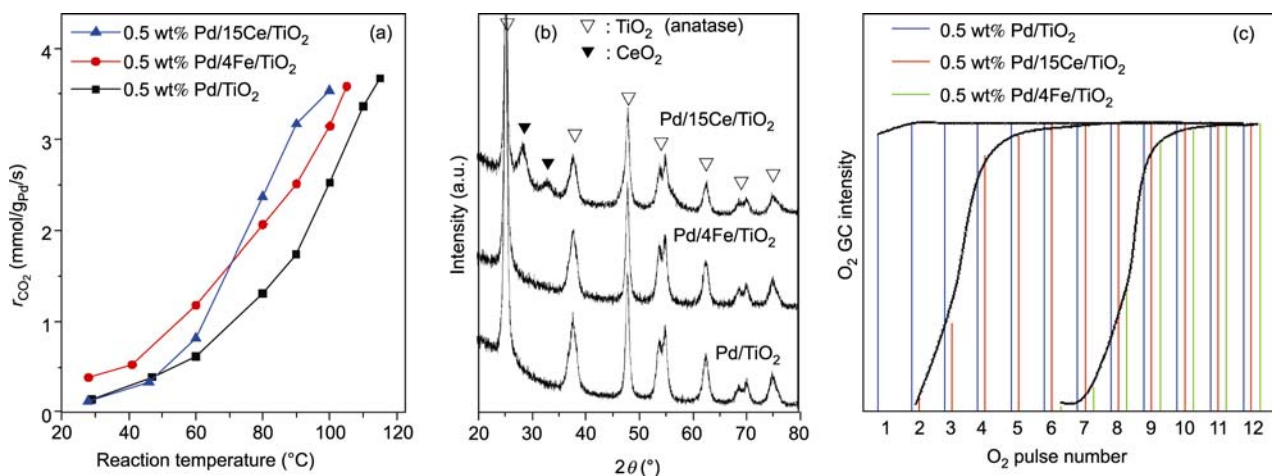 0.5 wt% Pd/15Ce/TiO₂
0.5 wt% Pd/4Fe/TiO₂
0.5 wt% Pd/TiO₂
(a)
4
3
2
1
0
r_CO₂ (mmol/g_Pd/s)
20 40 60 80 100 120
Reaction temperature (°C)
(b)
: TiO₂ (anatase)
: CeO₂
Pd/15Ce/TiO₂
Pd/4Fe/TiO₂
Pd/TiO₂
Intensity (a.u.)
20 30 40 50 60 70 80
2θ (°)
0.5 wt% Pd/TiO₂
0.5 wt% Pd/15Ce/TiO₂
0.5 wt% Pd/4Fe/TiO₂
(c)
O₂ GC intensity
1 2 3 4 5 6 7 8 9 10 11 12
O₂ pulse number